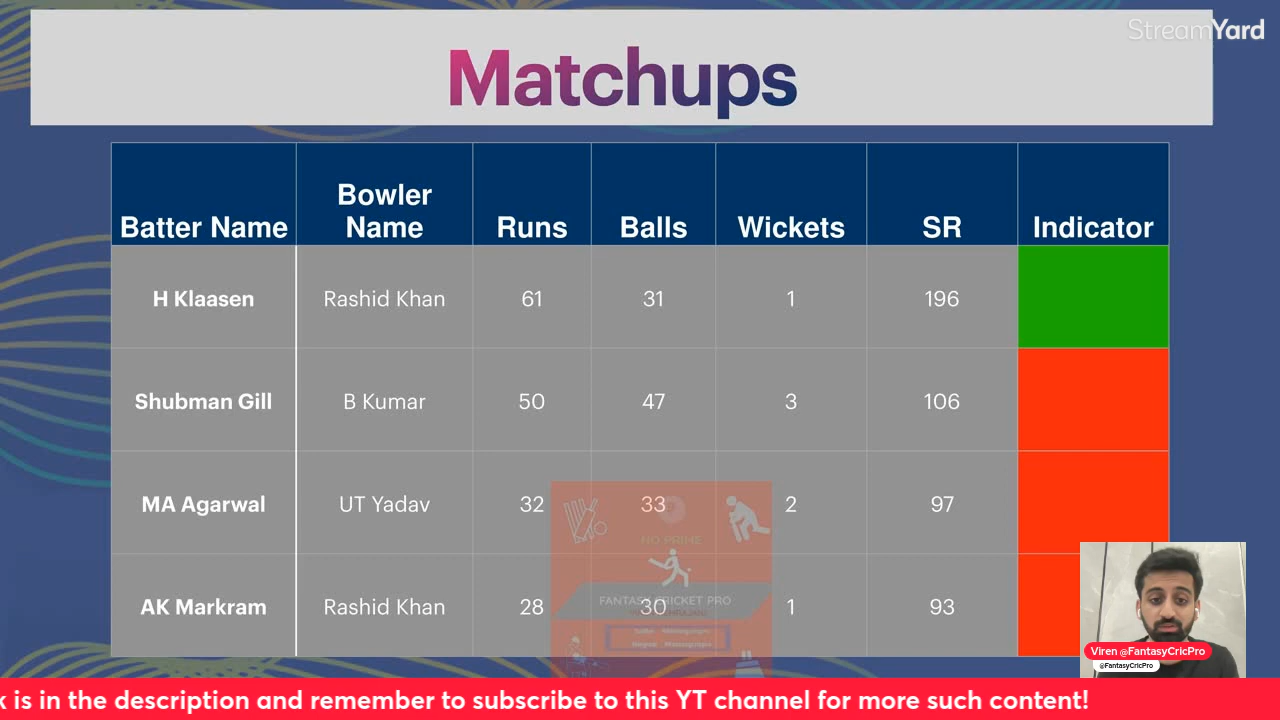 StreamYard
Matchups
Batter Name Bowler Name Runs Balls Wickets SR Indicator
H Klaasen Rashid Khan 61 31 1 196
Shubman Gill B Kumar 50 47 3 106
MA Agarwal UT Yadav 32 33 2 97
NO PRIME
FANTASY CRICKET PRO
AK Markram Rashid Khan 28 30 1 93
Viren @FantasyCricPro
@FantasyCricPro
is in the description and remember to subscribe to this YT channel for more such content!